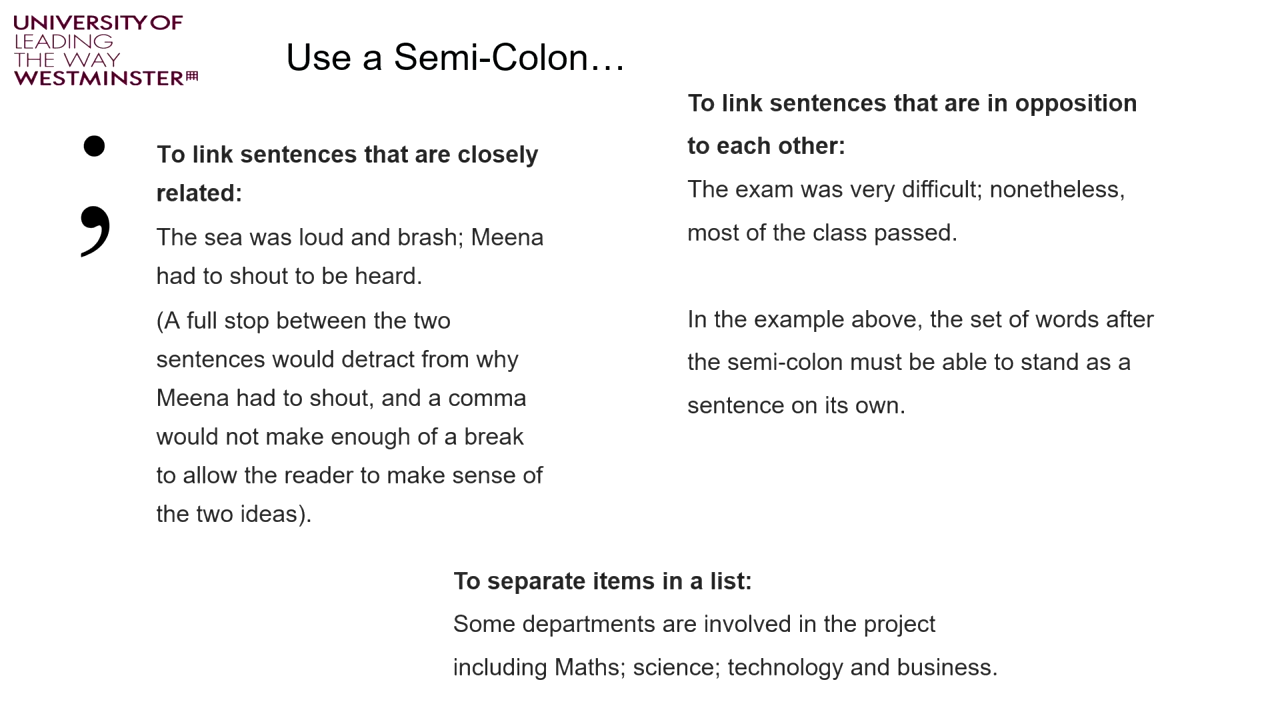 UNIVERSITY OF
LEADING
THE WAY
WESTMINSTER
Use a Semi-Colon…
;
To link sentences that are closely
related:
The sea was loud and brash; Meena
had to shout to be heard.
(A full stop between the two
sentences would detract from why
Meena had to shout, and a comma
would not make enough of a break
to allow the reader to make sense of
the two ideas).
To link sentences that are in opposition
to each other:
The exam was very difficult; nonetheless,
most of the class passed.
In the example above, the set of words after
the semi-colon must be able to stand as a
sentence on its own.
To separate items in a list:
Some departments are involved in the project
including Maths; science; technology and business.